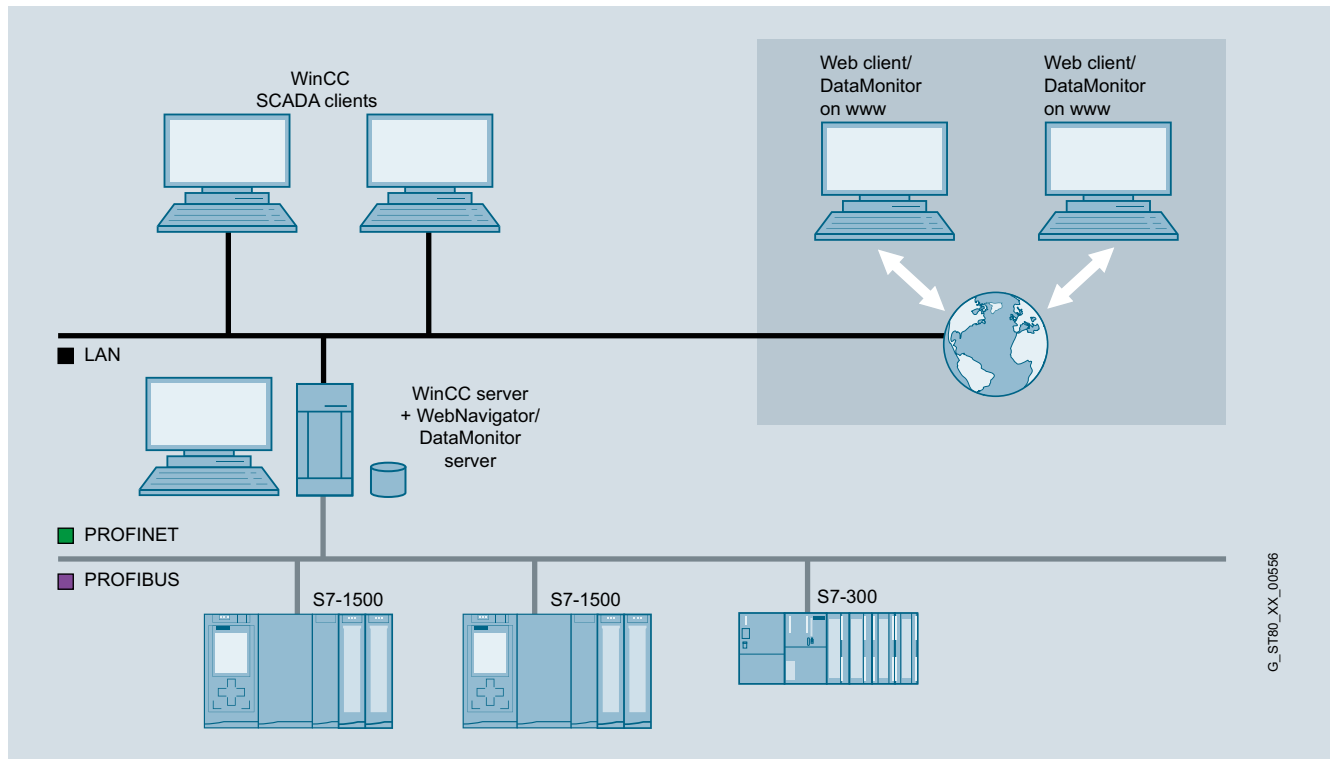 WinCC
SCADA clients
Web client/
DataMonitor
on www
Web client/
DataMonitor
on www
LAN
WinCC server
+ WebNavigator/
DataMonitor
server
PROFINET
PROFIBUS
S7-1500
S7-1500
S7-300
G_ST80_XX_00556